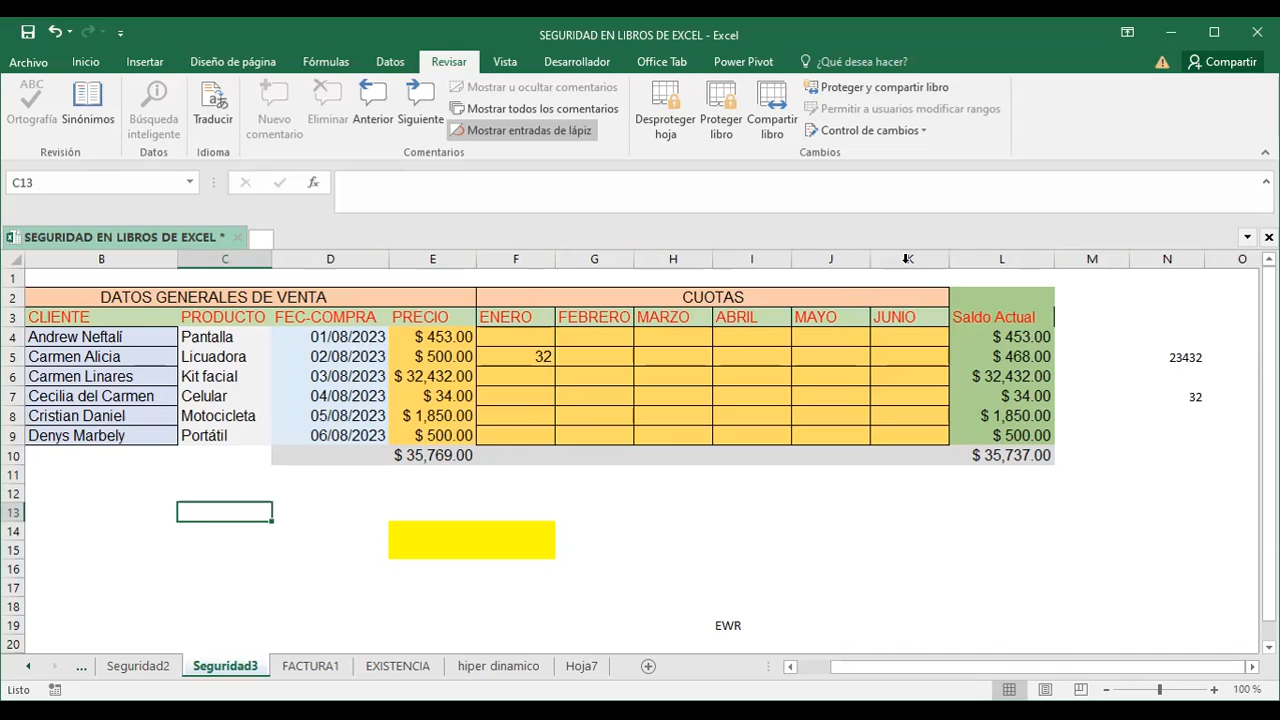 SEGURIDAD EN LIBROS DE EXCEL - Excel
Archivo Inicio Insertar Diseño de página Fórmulas Datos Revisar Vista Desarrollador Office Tab Power Pivot ¿Qué desea hacer? Compartir
ABC Ortografía
Sinónimos
Revisión
Búsqueda inteligente
Datos
Traducir
Idioma
Nuevo comentario
Eliminar
Anterior
Siguiente
Mostrar u ocultar comentarios
Mostrar todos los comentarios
Mostrar entradas de lápiz
Comentarios
Desproteger hoja
Proteger libro
Compartir libro
Proteger y compartir libro
Permitir a usuarios modificar rangos
Control de cambios
Cambios
C13 fx
SEGURIDAD EN LIBROS DE EXCEL *
B C D E F G H I J K L M N O
1
2 DATOS GENERALES DE VENTA CUOTAS
3 CLIENTE PRODUCTO FEC-COMPRA PRECIO ENERO FEBRERO MARZO ABRIL MAYO JUNIO Saldo Actual
4 Andrew Neftalí Pantalla 01/08/2023 $ 453.00 $ 453.00
5 Carmen Alicia Licuadora 02/08/2023 $ 500.00 32 $ 468.00 23432
6 Carmen Linares Kit facial 03/08/2023 $ 32,432.00 $ 32,432.00
7 Cecilia del Carmen Celular 04/08/2023 $ 34.00 $ 34.00 32
8 Cristian Daniel Motocicleta 05/08/2023 $ 1,850.00 $ 1,850.00
9 Denys Marbely Portátil 06/08/2023 $ 500.00 $ 500.00
10 $ 35,769.00 $ 35,737.00
11
12
13
14
15
16
17
18
19 EWR
20
... Seguridad2 Seguridad3 FACTURA1 EXISTENCIA hiper dinamico Hoja7
Listo 100 %